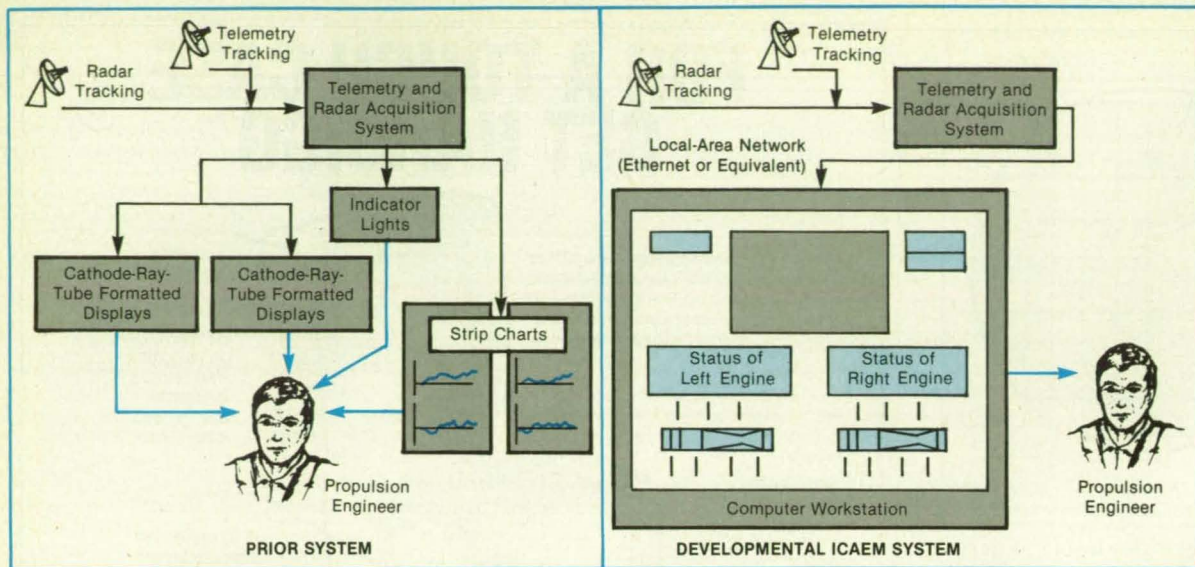 Telemetry
Tracking
Radar
Tracking
Telemetry and
Radar Acquisition
System
Indicator
Lights
Cathode-Ray-
Tube Formatted
Displays
Cathode-Ray-
Tube Formatted
Displays
Strip Charts
Propulsion
Engineer
PRIOR SYSTEM
Telemetry
Tracking
Radar
Tracking
Telemetry and
Radar Acquisition
System
Local-Area Network
(Ethernet or Equivalent)
Status of
Left Engine
Status of
Right Engine
Computer Workstation
Propulsion
Engineer
DEVELOPMENTAL ICAEM SYSTEM